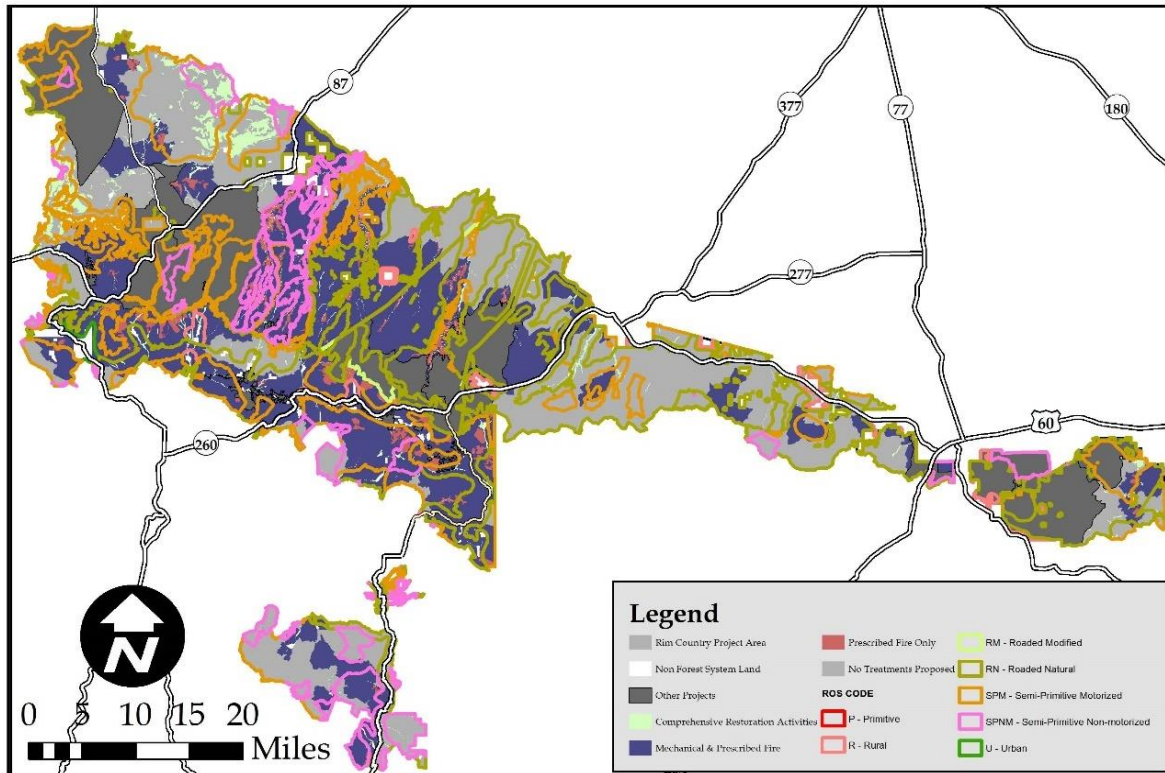 87
377
77
180
277
260
60
N
0 5 10 15 20
Miles
Legend
Rim Country Project Area
Non Forest System Land
Other Projects
Comprehensive Restoration Activities
Mechanical & Prescribed Fire
Prescribed Fire Only
No Treatments Proposed
ROS CODE
P - Primitive
R - Rural
RM - Roaded Modified
RN - Roaded Natural
SPM - Semi-Primitive Motorized
SPNM - Semi-Primitive Non-motorized
U - Urban